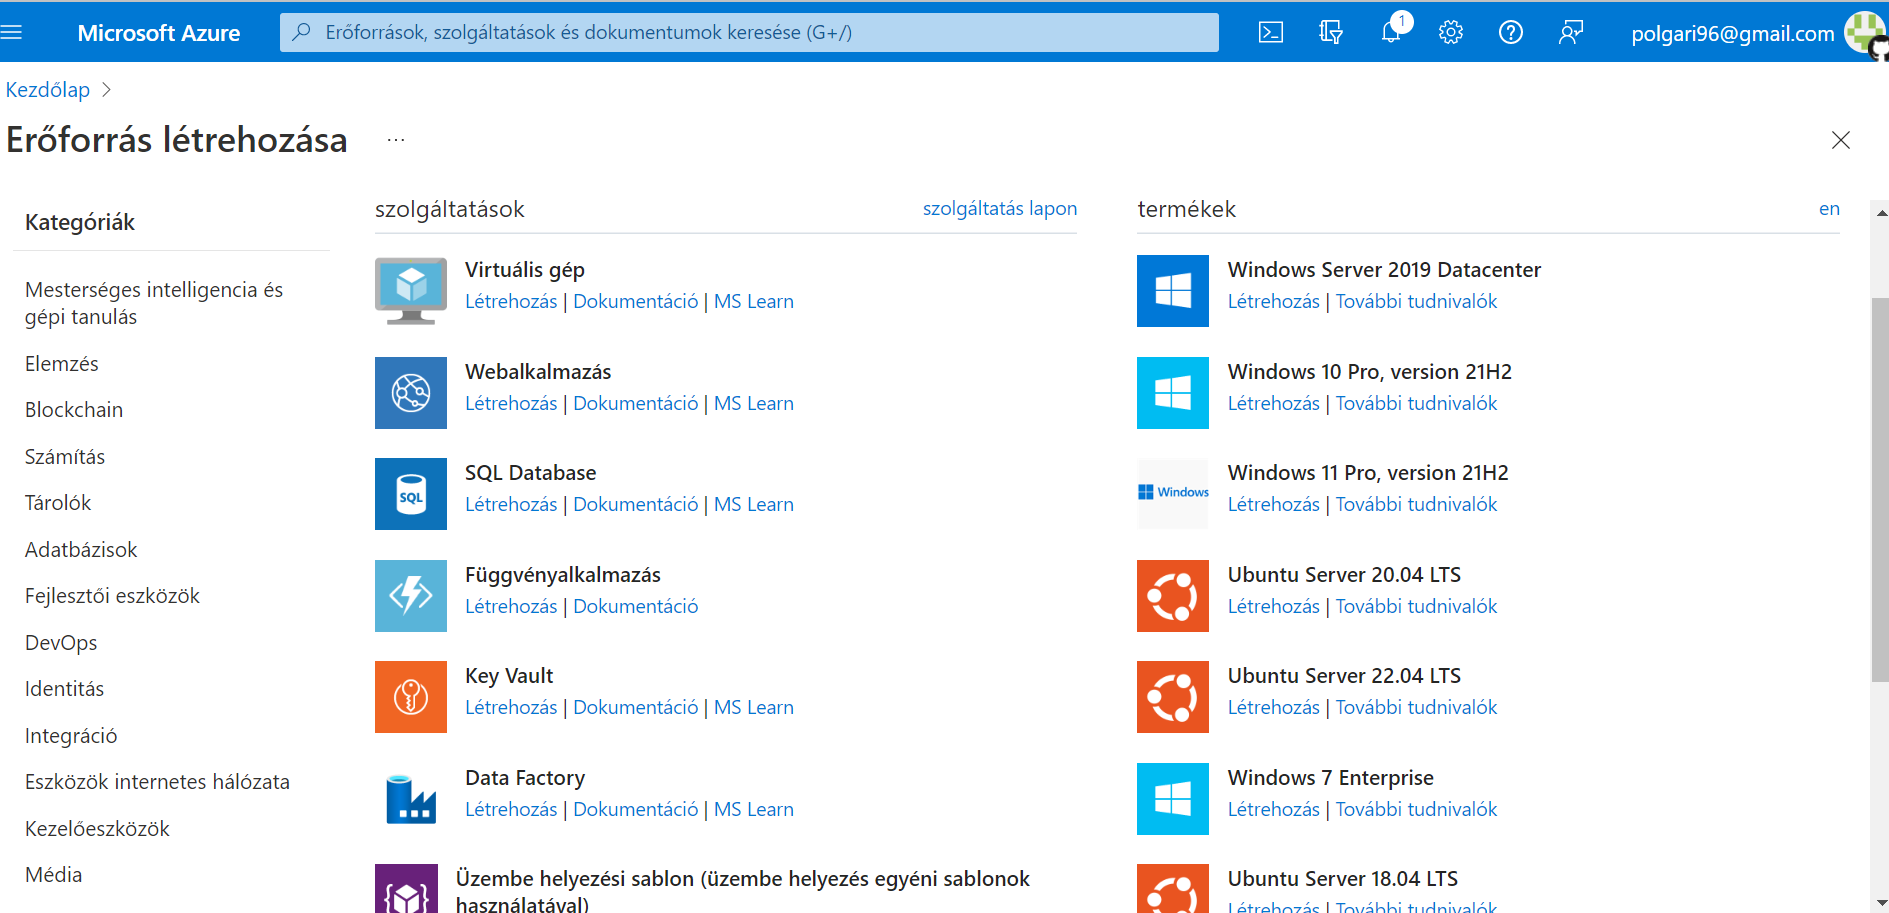 Microsoft Azure
Erőforrások, szolgáltatások és dokumentumok keresése (G+/)
1
polgari96@gmail.com
Kezdőlap
Erőforrás létrehozása
...
Kategóriák
Mesterséges intelligencia és
gépi tanulás
Elemzés
Blockchain
Számítás
Tárolók
Adatbázisok
Fejlesztői eszközök
DevOps
Identitás
Integráció
Eszközök internetes hálózata
Kezelőeszközök
Média
szolgáltatások
szolgáltatás lapon
Virtuális gép
Létrehozás | Dokumentáció | MS Learn
Webalkalmazás
Létrehozás | Dokumentáció | MS Learn
SQL
SQL Database
Létrehozás | Dokumentáció | MS Learn
Függvényalkalmazás
Létrehozás | Dokumentáció
Key Vault
Létrehozás | Dokumentáció | MS Learn
Data Factory
Létrehozás | Dokumentáció | MS Learn
Üzembe helyezési sablon (üzembe helyezés egyéni sablonok
használatával)
termékek
en
Windows Server 2019 Datacenter
Létrehozás | További tudnivalók
Windows 10 Pro, version 21H2
Létrehozás | További tudnivalók
Windows
Windows 11 Pro, version 21H2
Létrehozás | További tudnivalók
Ubuntu Server 20.04 LTS
Létrehozás | További tudnivalók
Ubuntu Server 22.04 LTS
Létrehozás | További tudnivalók
Windows 7 Enterprise
Létrehozás | További tudnivalók
Ubuntu Server 18.04 LTS
Létrehozás | További tudnivalók